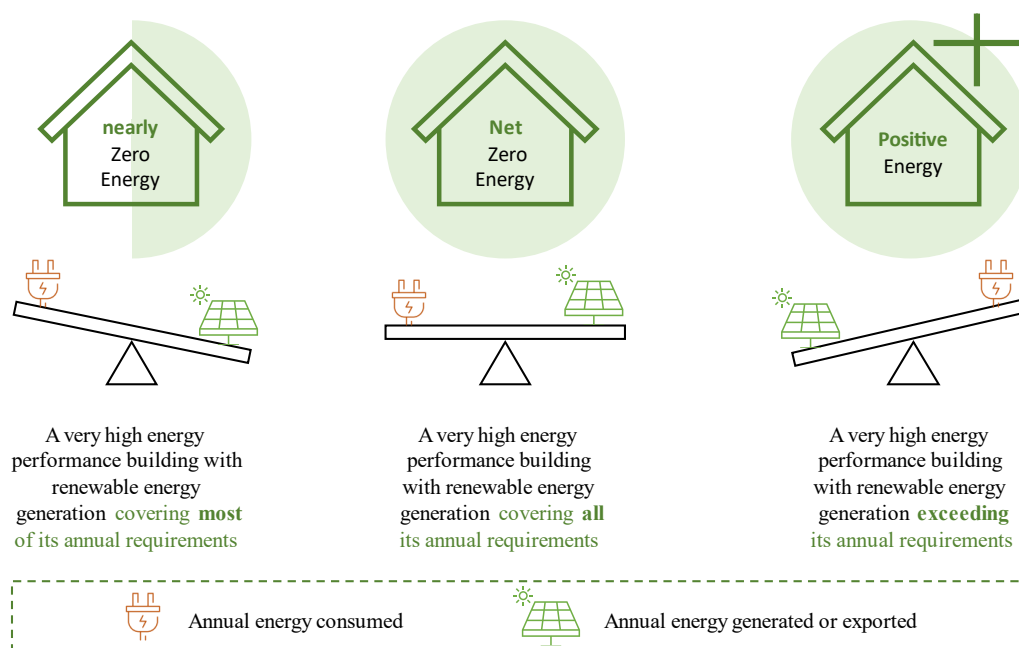 nearly
Zero
Energy
Net
Zero
Energy
Positive
Energy
A very high energy
performance building with
renewable energy
generation covering most
of its annual requirements
A very high energy
performance building
with renewable energy
generation covering all
its annual requirements
A very high energy
performance building
with renewable energy
generation exceeding
its annual requirements
Annual energy consumed
Annual energy generated or exported